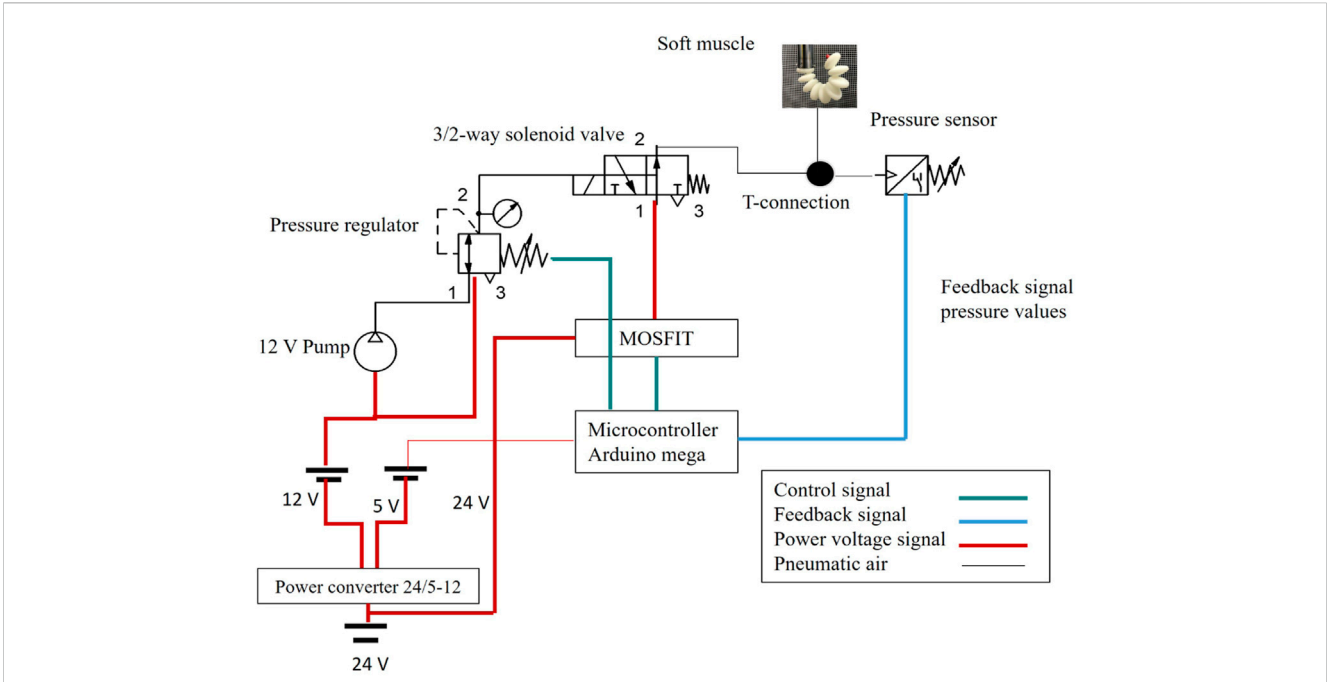 Soft muscle
Pressure sensor
3/2-way solenoid valve
2
T-connection
1
3
2
Pressure regulator
1
3
Feedback signal
pressure values
12 V Pump
MOSFIT
Microcontroller
Arduino mega
12 V
5 V
24 V
Control signal
Feedback signal
Power voltage signal
Pneumatic air
Power converter 24/5-12
24 V